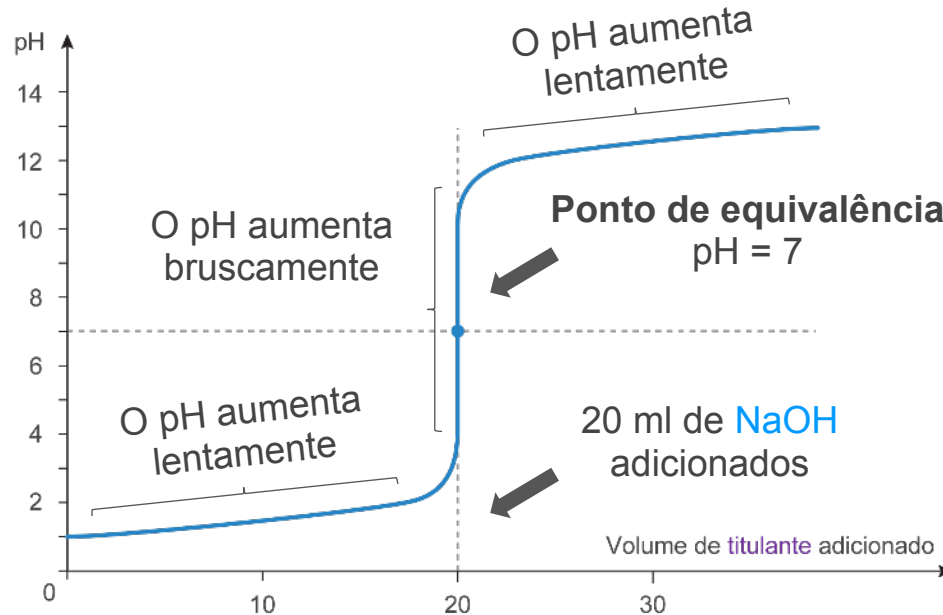 pH
O pH aumenta
lentamente
14
12
10
8
6
4
2
0
O pH aumenta
bruscamente
Ponto de equivalência
pH = 7
O pH aumenta
lentamente
20 ml de NaOH
adicionados
Volume de titulante adicionado
10
20
30